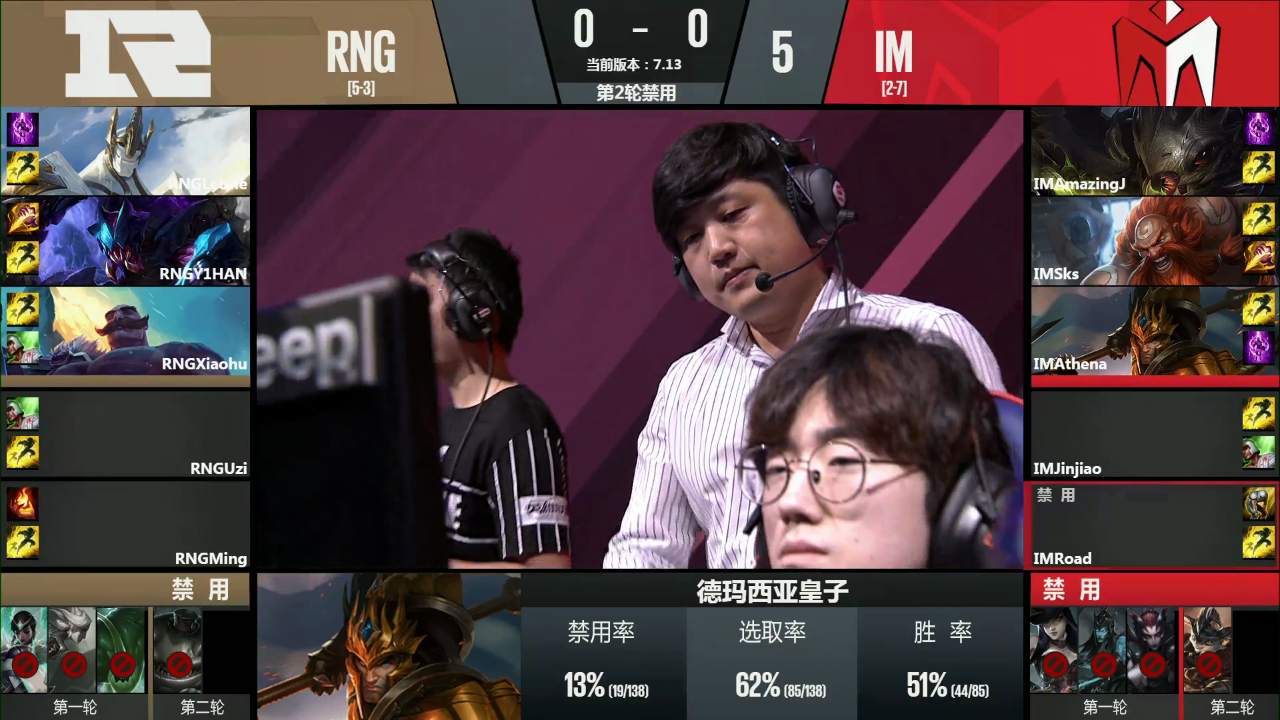 RNG
[5-3]
0 - 0
当前版本：7.13
第2轮禁用
5
IM
[2-7]
RNGY1HAN
RNGXiaohu
RNGUzi
RNGMing
IMAmazingJ
IMSks
IMAthena
IMJinjiao
禁 用
IMRoad
eep
禁 用
第一轮
第二轮
德玛西亚皇子
禁用率
选取率
胜 率
13% (19/138)
62% (85/138)
51% (44/85)
禁 用
第一轮
第二轮